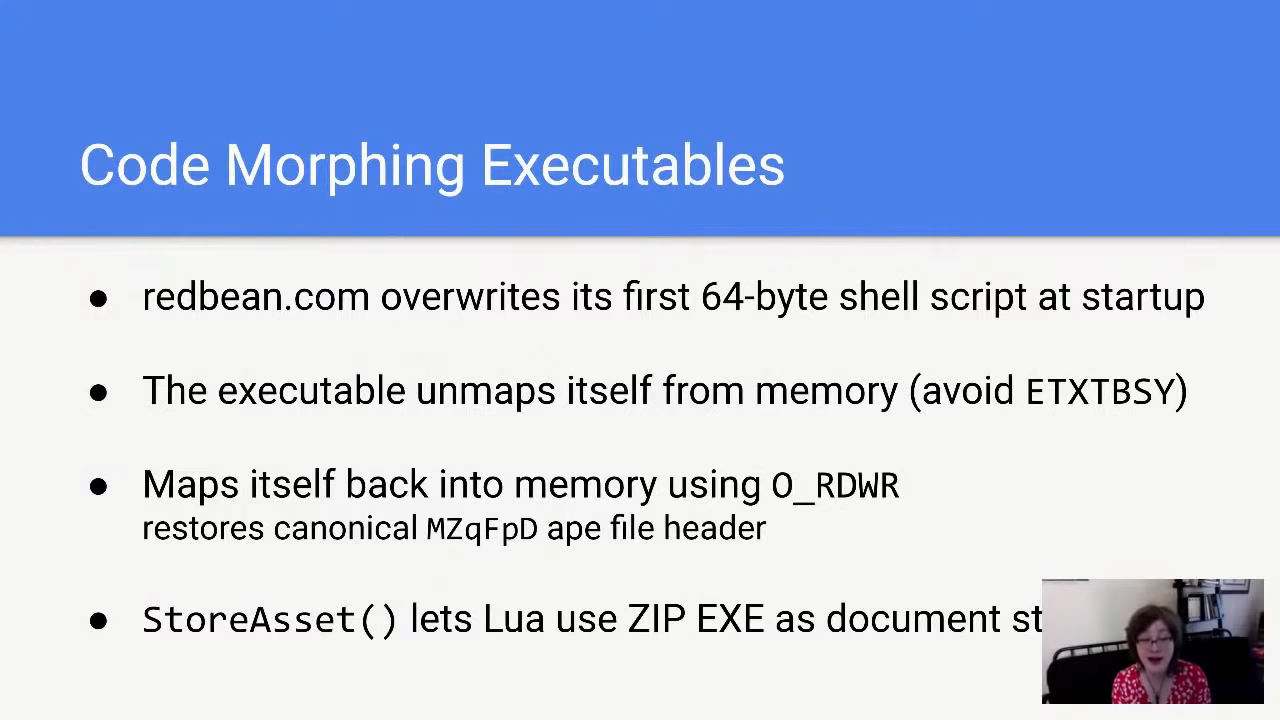 Code Morphing Executables
● redbean.com overwrites its first 64-byte shell script at startup
● The executable unmaps itself from memory (avoid ETXTBSY)
● Maps itself back into memory using O_RDWR
restores canonical MZqFpD ape file header
● StoreAsset() lets Lua use ZIP EXE as document